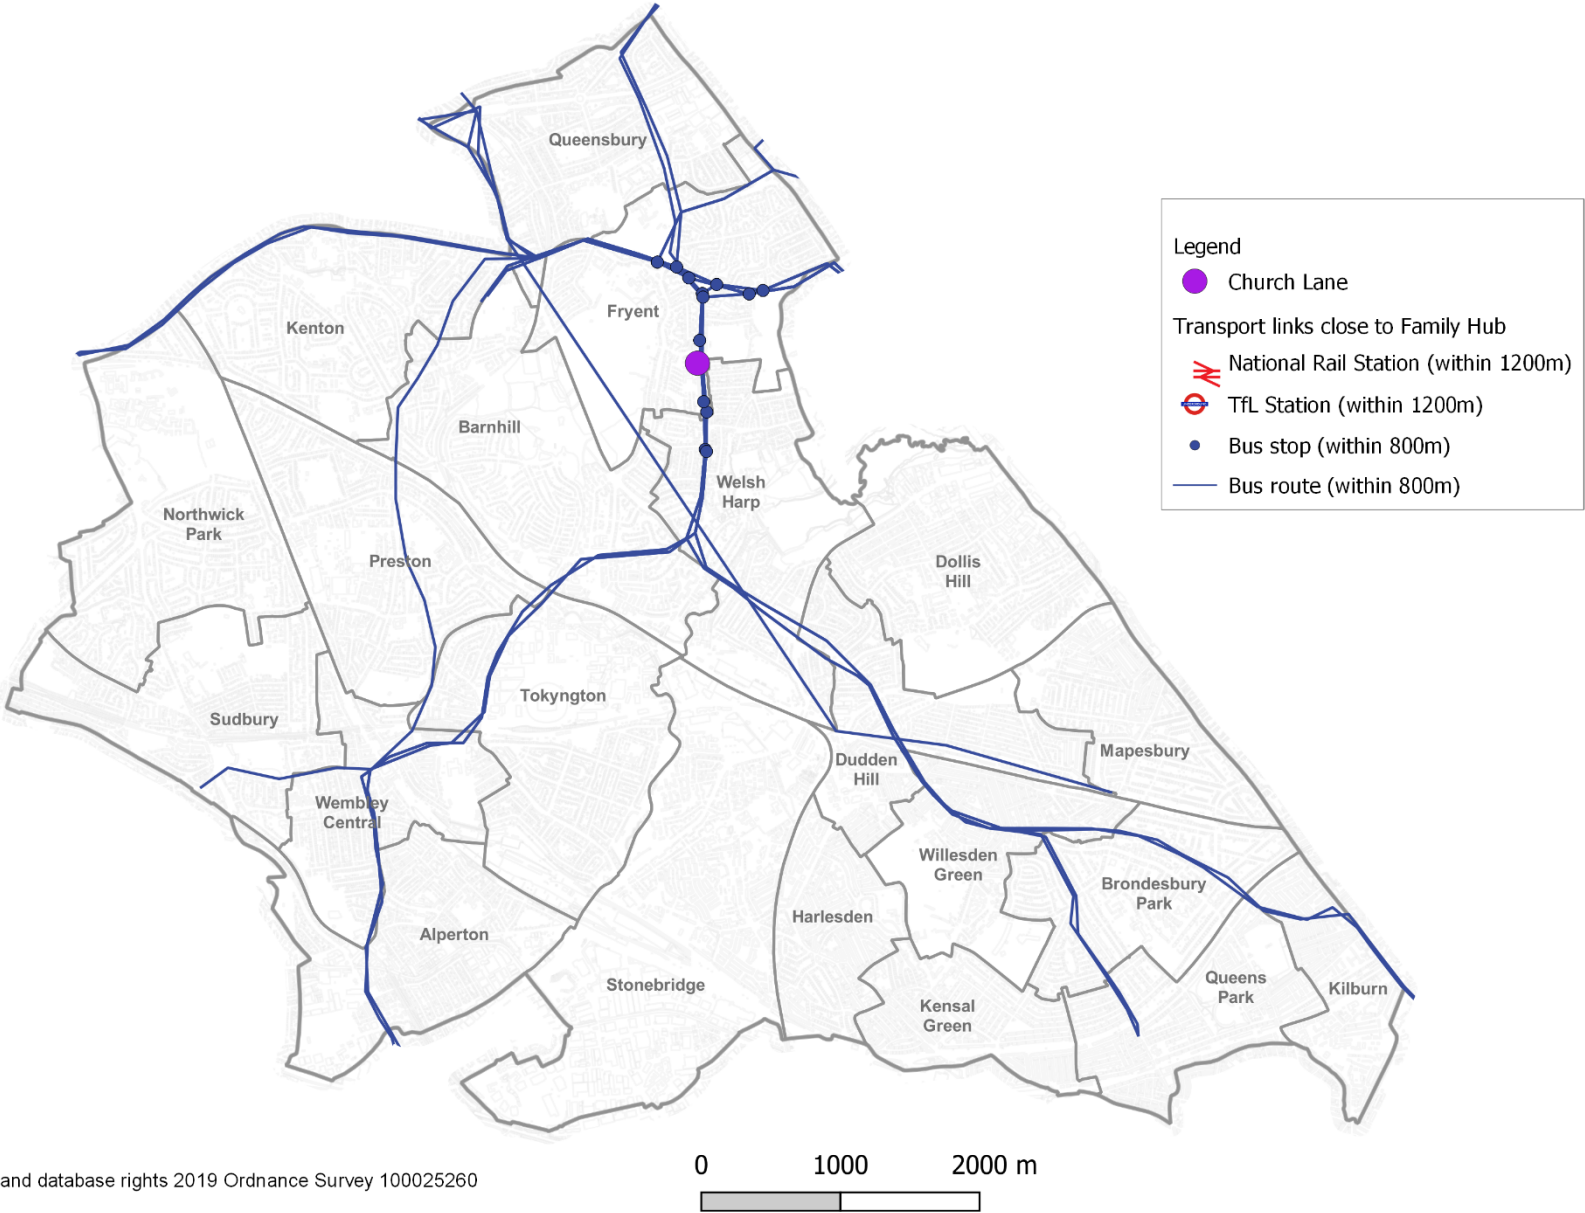 Queensbury
Legend
Church Lane
Fryent
Transport links close to Family Hub
Kenton
National Rail Station (within 1200m)
TfL Station (within 1200m)
Barnhill
Bus stop (within 800m)
Welsh
Harp
Bus route (within 800m)
Northwick
Park
Preston
Dollis
Hill
Tokyngton
Sudbury
Mapesbury
Dudden
Hill
Wembley
Central
Willesden
Green
Brondesbury
Park
Harlesden
Alperton
Stonebridge
Queens
Park
Kilburn
Kensal
Green
0 1000 2000 m
and database rights 2019 Ordnance Survey 100025260